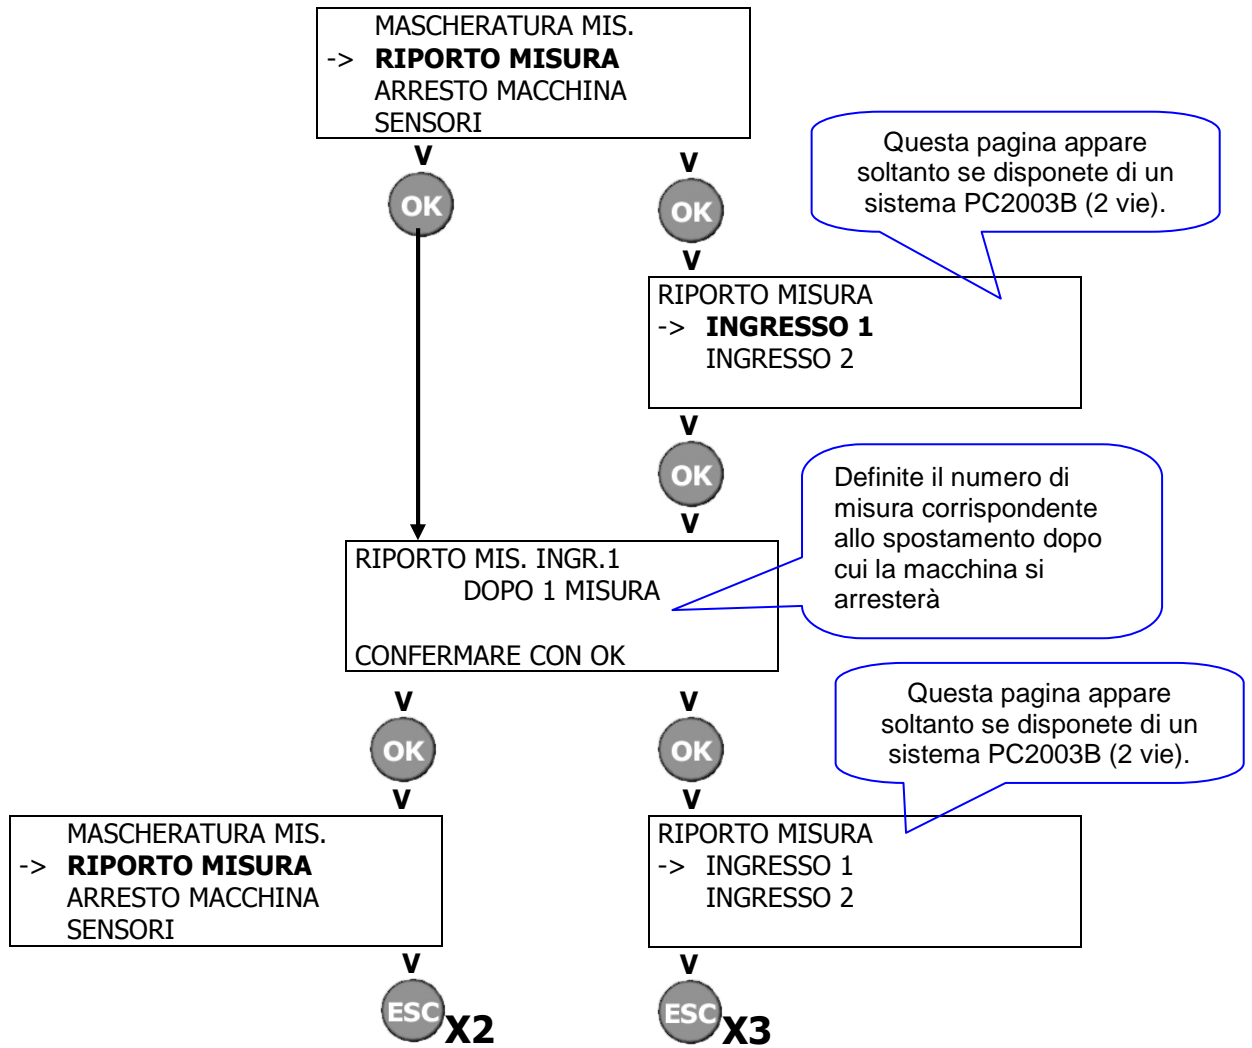 MASCHERATURA MIS.
-> RIPORTO MISURA
ARRESTO MACCHINA
SENSORI
v
v
OK
OK
Questa pagina appare
soltanto se disponete di un
sistema PC2003B (2 vie).
v
RIPORTO MISURA
-> INGRESSO 1
INGRESSO 2
v
OK
v
Definite il numero di
misura corrispondente
allo spostamento dopo
cui la macchina si
arresterà
RIPORTO MIS. INGR.1
DOPO 1 MISURA
CONFERMARE CON OK
v
v
OK
OK
v
v
Questa pagina appare
soltanto se disponete di un
sistema PC2003B (2 vie).
MASCHERATURA MIS.
-> RIPORTO MISURA
ARRESTO MACCHINA
SENSORI
RIPORTO MISURA
-> INGRESSO 1
INGRESSO 2
v
v
ESC X2
ESC X3